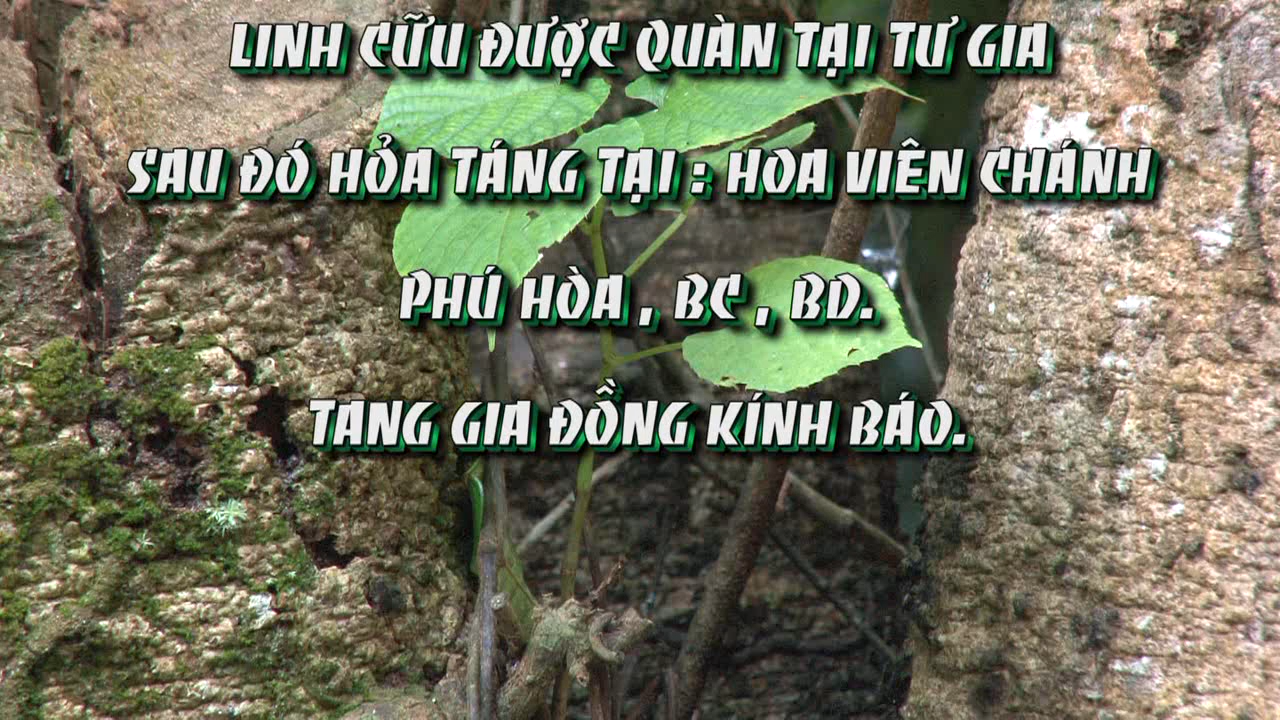 LINH CỮU ĐƯỢC QUÀN TẠI TƯ GIA
SAU ĐÓ HỎA TÁNG TẠI : HOA VIÊN CHÁNH
PHÚ HÒA , BC , BD.
TANG GIA ĐỒNG KÍNH BÁO.